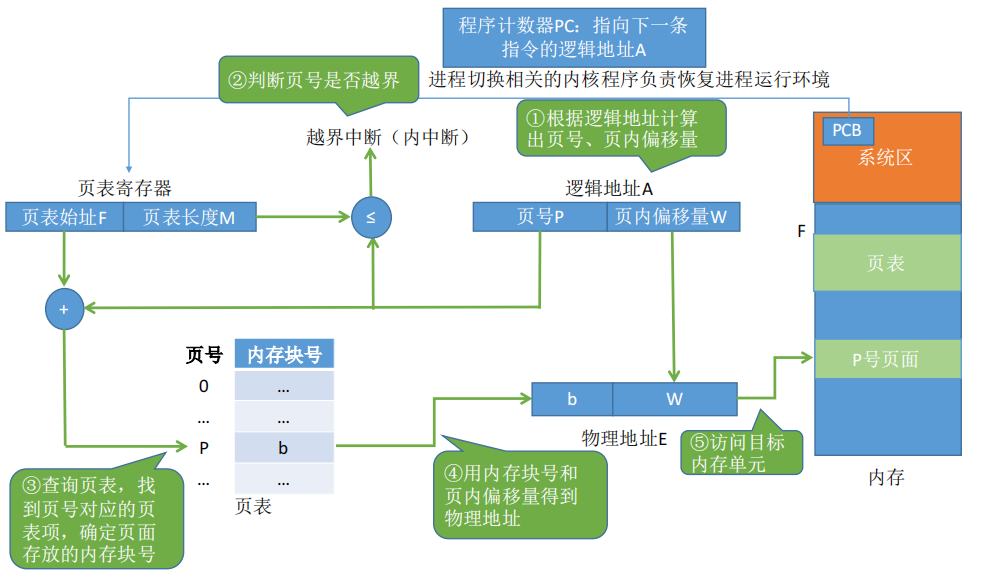 程序计数器PC：指向下一条
指令的逻辑地址A
②判断页号是否越界
进程切换相关的内核程序负责恢复进程运行环境
①根据逻辑地址计算
出页号、页内偏移量
PCB
系统区
越界中断（内中断）
页表寄存器
逻辑地址A
页表始址F
页表长度M
≤
页号P
页内偏移量W
F
页表
+
页号
内存块号
0
...
...
...
P
b
...
...
页表
P号页面
b
W
物理地址E
⑤访问目标
内存单元
内存
③查询页表，找
到页号对应的页
表项，确定页面
存放的内存块号
④用内存块号和
页内偏移量得到
物理地址